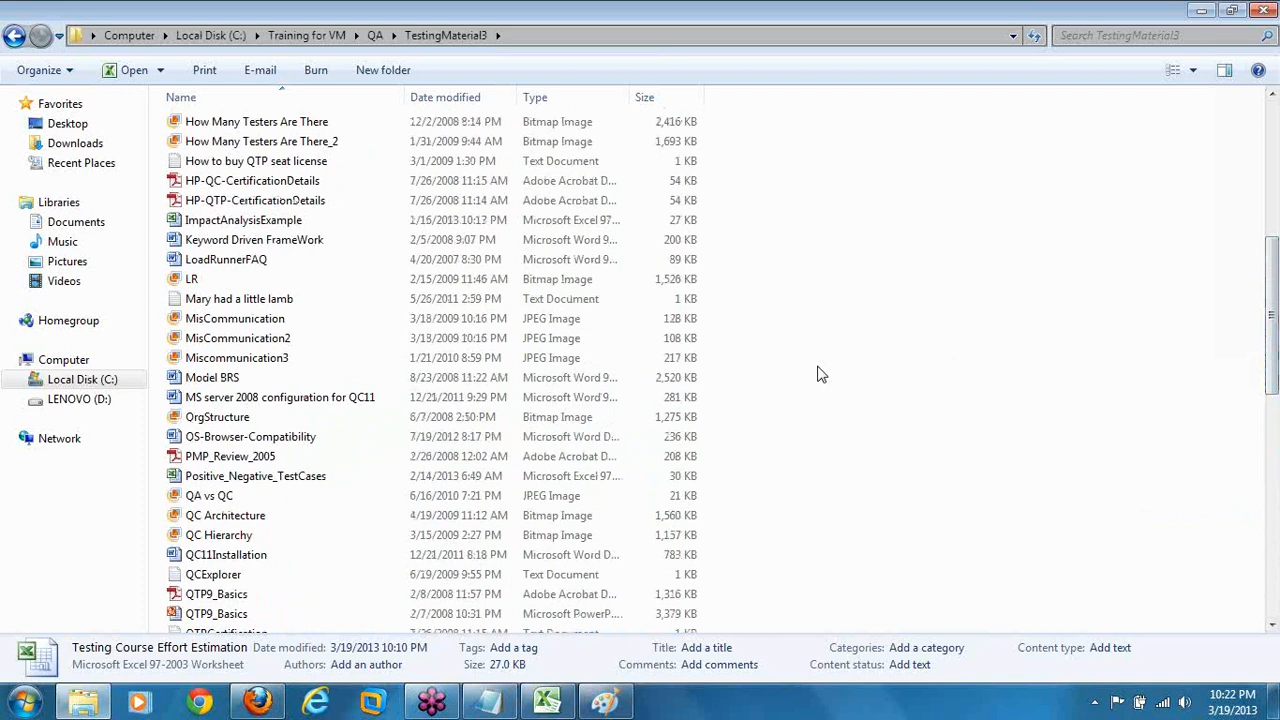 Computer Local Disk (C:) Training for VM QA TestingMaterial3 Search TestingMaterial3
Organize Open Print E-mail Burn New folder
Name Date modified Type Size
Favorites
Desktop
Downloads
Recent Places
Libraries
Documents
Music
Pictures
Videos
Homegroup
Computer
Local Disk (C:)
LENOVO (D:)
Network
How Many Testers Are There 12/2/2008 8:14 PM Bitmap Image 2,416 KB
How Many Testers Are There_2 1/31/2009 9:44 AM Bitmap Image 1,693 KB
How to buy QTP seat license 3/1/2009 1:30 PM Text Document 1 KB
HP-QC-CertificationDetails 7/26/2008 11:15 AM Adobe Acrobat D... 54 KB
HP-QTP-CertificationDetails 7/26/2008 11:14 AM Adobe Acrobat D... 54 KB
ImpactAnalysisExample 1/16/2013 10:12 PM Microsoft Excel 97... 27 KB
Keyword Driven FrameWork 2/5/2008 9:07 PM Microsoft Word 9... 200 KB
LoadRunnerFAQ 4/20/2007 8:30 PM Microsoft Word 9... 89 KB
LR 2/15/2009 11:46 AM Bitmap Image 1,526 KB
Mary had a little lamb 5/26/2011 2:59 PM Text Document 1 KB
MisCommunication 3/18/2009 10:16 PM JPEG Image 128 KB
MisCommunication2 3/18/2009 10:16 PM JPEG Image 108 KB
Miscommunication3 1/21/2010 8:59 PM JPEG Image 217 KB
Model BRS 8/23/2008 11:22 AM Microsoft Word 9... 2,520 KB
MS server 2008 configuration for QC11 12/21/2011 9:29 PM Microsoft Word 9... 281 KB
OrgStructure 6/7/2008 2:50 PM Bitmap Image 1,275 KB
OS-Browser-Compatibility 7/19/2012 8:17 PM Microsoft Word D... 236 KB
PMP_Review_2005 2/26/2008 12:02 AM Adobe Acrobat D... 208 KB
Positive_Negative_TestCases 2/14/2013 6:49 AM Microsoft Excel 97... 30 KB
QA vs QC 6/16/2010 7:21 PM JPEG Image 21 KB
QC Architecture 4/19/2009 11:12 AM Bitmap Image 1,560 KB
QC Hierarchy 3/15/2009 2:27 PM Bitmap Image 1,157 KB
QC11Installation 12/21/2011 8:18 PM Microsoft Word D... 783 KB
QCExplorer 6/19/2009 9:55 PM Text Document 1 KB
QTP9_Basics 2/8/2008 11:57 PM Adobe Acrobat D... 1,316 KB
QTP9_Basics 2/7/2008 10:31 PM Microsoft PowerP... 3,379 KB
Testing Course Effort Estimation Date modified: 3/19/2013 10:10 PM Tags: Add a tag Title: Add a title Categories: Add a category Content type: Add text
Microsoft Excel 97-2003 Worksheet Authors: Add an author Size: 27.0 KB Comments: Add comments Content status: Add text
10:22 PM
3/19/2013